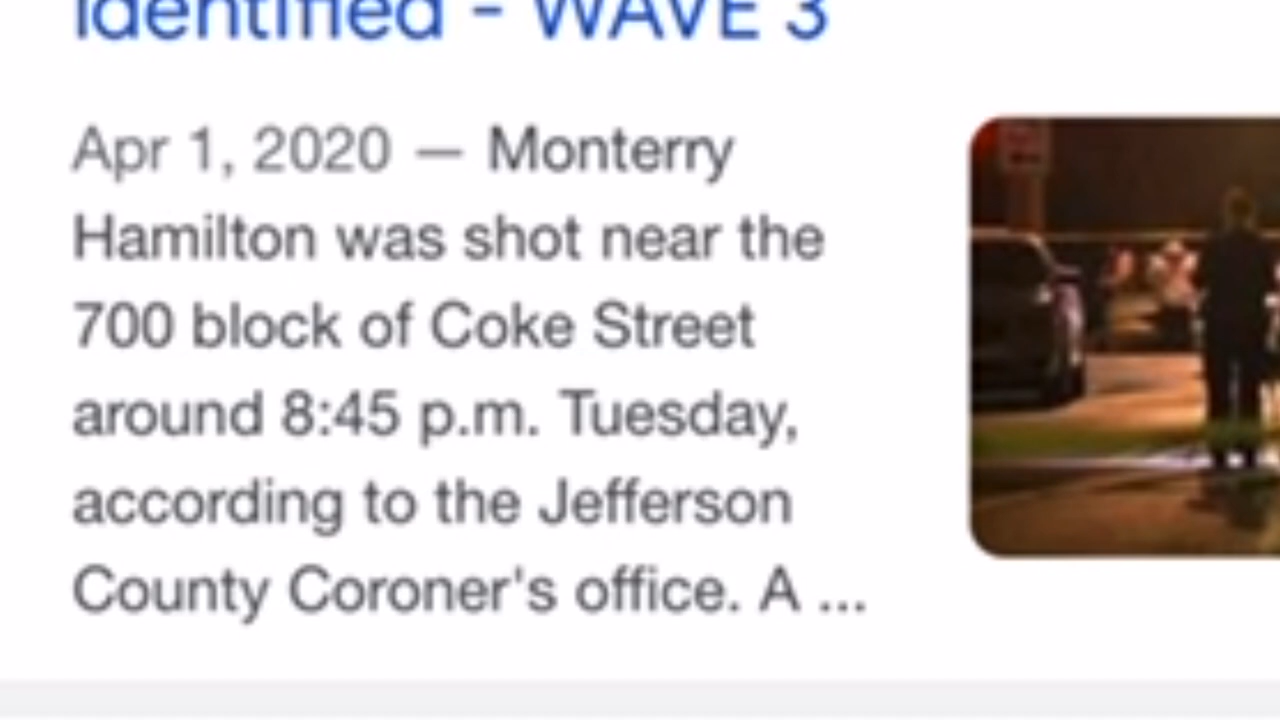 identified - WAVE 3
Apr 1, 2020 — Monterry
Hamilton was shot near the
700 block of Coke Street
around 8:45 p.m. Tuesday,
according to the Jefferson
County Coroner's office. A ...